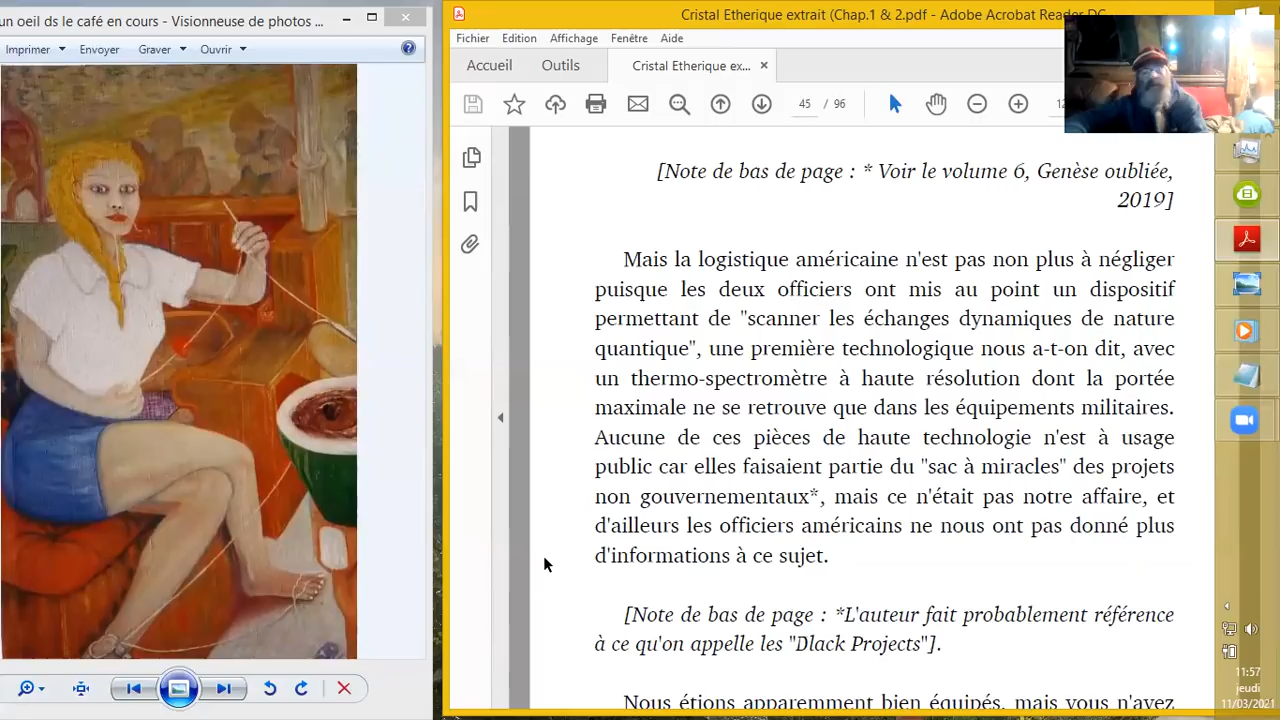 un oeil ds le café en cours - Visionneuse de photos ...
Imprimer
Envoyer
Graver
Ouvrir
Cristal Etherique extrait (Chap.1 & 2.pdf - Adobe Acrobat Reader DC
Fichier Edition Affichage Fenêtre Aide
Accueil Outils Cristal Etherique ex...
45 / 96
[Note de bas de page : * Voir le volume 6, Genèse oubliée,
2019]
Mais la logistique américaine n'est pas non plus à négliger
puisque les deux officiers ont mis au point un dispositif
permettant de "scanner les échanges dynamiques de nature
quantique", une première technologique nous a-t-on dit, avec
un thermo-spectromètre à haute résolution dont la portée
maximale ne se retrouve que dans les équipements militaires.
Aucune de ces pièces de haute technologie n'est à usage
public car elles faisaient partie du "sac à miracles" des projets
non gouvernementaux*, mais ce n'était pas notre affaire, et
d'ailleurs les officiers américains ne nous ont pas donné plus
d'informations à ce sujet.
[Note de bas de page : *L'auteur fait probablement référence
à ce qu'on appelle les "Dlack Projects"].
Nous étions apparemment bien équipés, mais vous n'avez
11:57
jeudi
11/03/2021